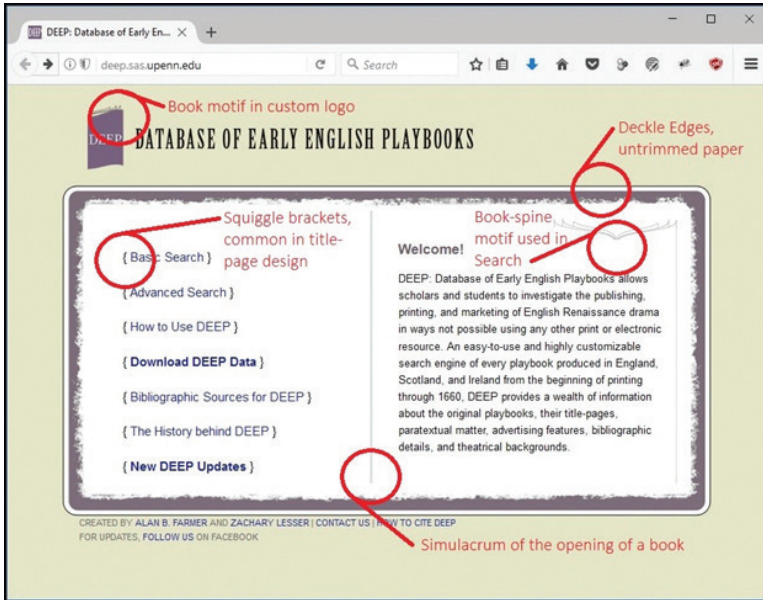 DEEP: Database of Early En...
deep.sas.upenn.edu
Search
Book motif in custom logo
DEEP
DATABASE OF EARLY ENGLISH PLAYBOOKS
Deckle Edges,
untrimmed paper
Squiggle brackets,
common in title-
page design
Book-spine
motif used in
Search
{ Basic Search }
{ Advanced Search }
{ How to Use DEEP }
{ Download DEEP Data }
{ Bibliographic Sources for DEEP }
{ The History behind DEEP }
{ New DEEP Updates }
Welcome!
DEEP: Database of Early English Playbooks allows
scholars and students to investigate the publishing,
printing, and marketing of English Renaissance drama
in ways not possible using any other print or electronic
resource. An easy-to-use and highly customizable
search engine of every playbook produced in England,
Scotland, and Ireland from the beginning of printing
through 1660, DEEP provides a wealth of information
about the original playbooks, their title-pages,
paratextual matter, advertising features, bibliographic
details, and theatrical backgrounds.
CREATED BY ALAN B. FARMER AND ZACHARY LESSER | CONTACT US | HOW TO CITE DEEP
FOR UPDATES, FOLLOW US ON FACEBOOK
Simulacrum of the opening of a book